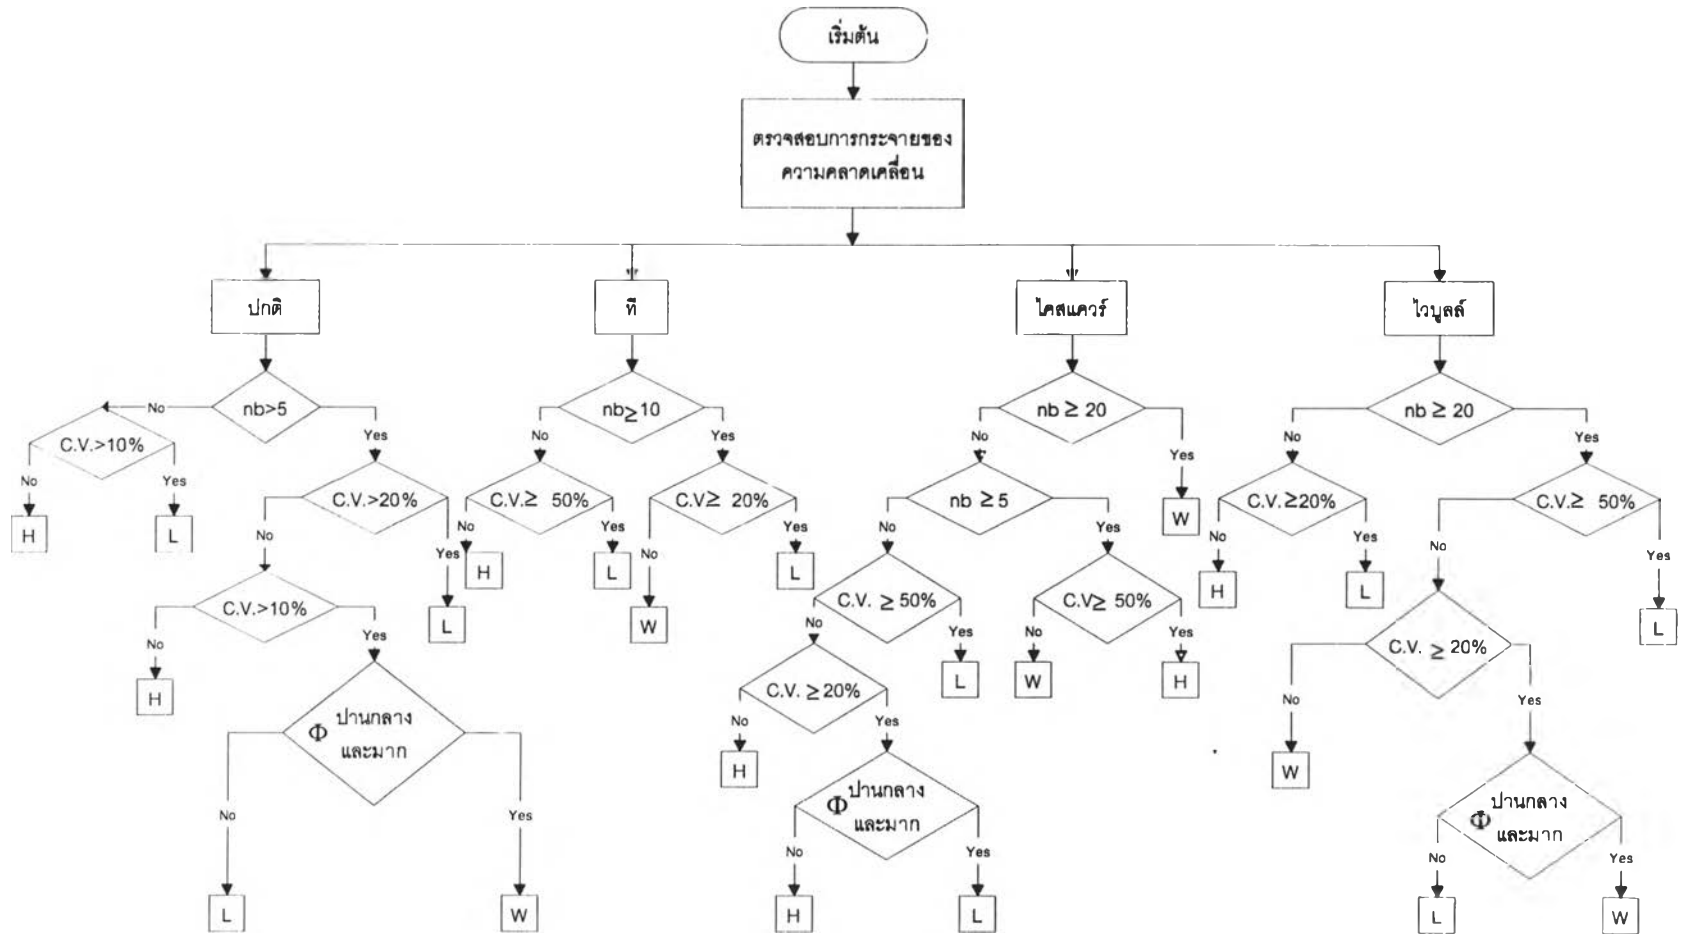 เริ่มต้น
ตรวจสอบการกระจายของ
ความคลาดเคลื่อน
ปกติ
ที
ไคสแควร์
ไวบูลล์
nb>5
No
Yes
C.V.>10%
No
Yes
H
L
C.V.>20%
No
Yes
L
C.V.>10%
No
Yes
H
Φ ปานกลาง
และมาก
No
Yes
L
W
nb≥10
No
Yes
C.V.≥ 50%
No
Yes
H
L
C.V≥ 20%
No
Yes
W
L
nb ≥ 20
No
Yes
W
nb ≥ 5
No
Yes
C.V. ≥ 50%
No
Yes
L
C.V≥ 50%
No
Yes
W
H
C.V. ≥ 20%
No
Yes
H
Φ ปานกลาง
และมาก
No
Yes
H
L
nb ≥ 20
No
Yes
C.V.≥20%
No
Yes
H
L
C.V.≥ 50%
No
Yes
L
C.V. ≥ 20%
No
Yes
W
Φ ปานกลาง
และมาก
No
Yes
L
W